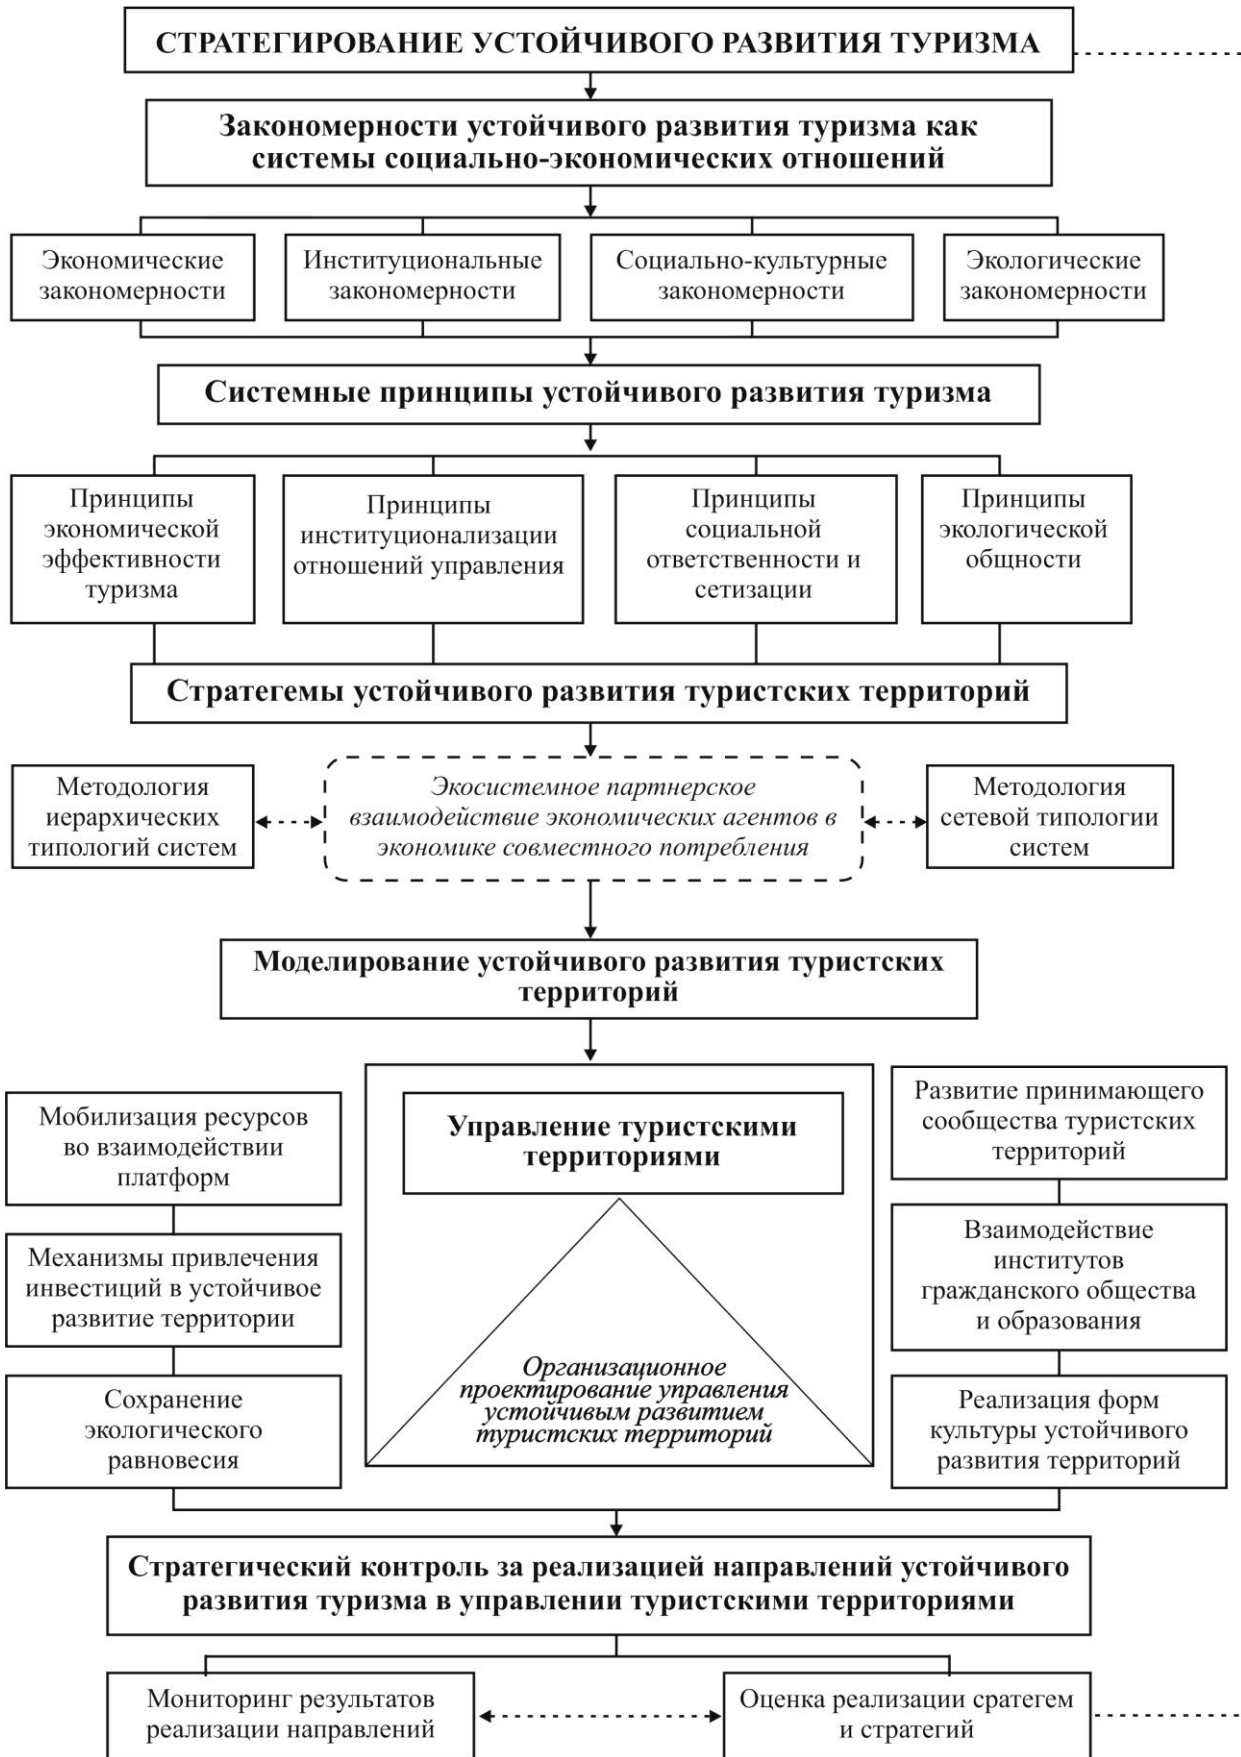 СТРАТЕГИРОВАНИЕ УСТОЙЧИВОГО РАЗВИТИЯ ТУРИЗМА
Закономерности устойчивого развития туризма как
системы социально-экономических отношений
Экономические
закономерности
Институциональные
закономерности
Социально-культурные
закономерности
Экологические
закономерности
Системные принципы устойчивого развития туризма
Принципы
экономической
эффективности
туризма
Принципы
институционализации
отношений управления
Принципы
социальной
ответственности и
сетизации
Принципы
экологической
общности
Стратегемы устойчивого развития туристских территорий
Методология
иерархических
типологий систем
Экосистемное партнерское
взаимодействие экономических агентов в
экономике совместного потребления
Методология
сетевой типологии
систем
Моделирование устойчивого развития туристских
территорий
Мобилизация ресурсов
во взаимодействии
платформ
Механизмы привлечения
инвестиций в устойчивое
развитие территории
Сохранение
экологического
равновесия
Управление туристскими
территориями
Организационное
проектирование управления
устойчивым развитием
туристских территорий
Развитие принимающего
сообщества туристских
территорий
Взаимодействие
институтов
гражданского общества
и образования
Реализация форм
культуры устойчивого
развития территорий
Стратегический контроль за реализацией направлений устойчивого
развития туризма в управлении туристскими территориями
Мониторинг результатов
реализации направлений
Оценка реализации сратегем
и стратегий